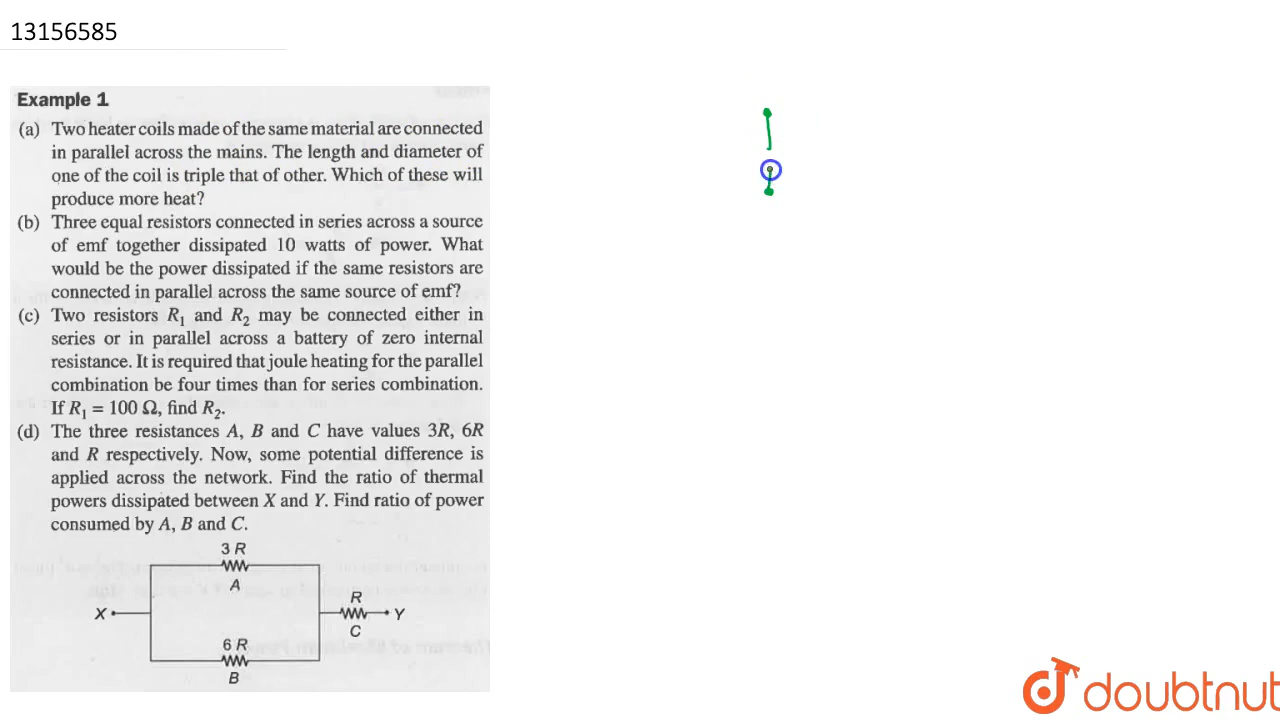 13156585
Example 1
(a) Two heater coils made of the same material are connected
in parallel across the mains. The length and diameter of
one of the coil is triple that of other. Which of these will
produce more heat?
(b) Three equal resistors connected in series across a source
of emf together dissipated 10 watts of power. What
would be the power dissipated if the same resistors are
connected in parallel across the same source of emf?
(c) Two resistors R₁ and R₂ may be connected either in
series or in parallel across a battery of zero internal
resistance. It is required that joule heating for the parallel
combination be four times than for series combination.
If R₁ = 100 Ω, find R₂.
(d) The three resistances A, B and C have values 3R, 6R
and R respectively. Now, some potential difference is
applied across the network. Find the ratio of thermal
powers dissipated between X and Y. Find ratio of power
consumed by A, B and C.
3 R
A
R
X
Y
C
6 R
B
doubtnut